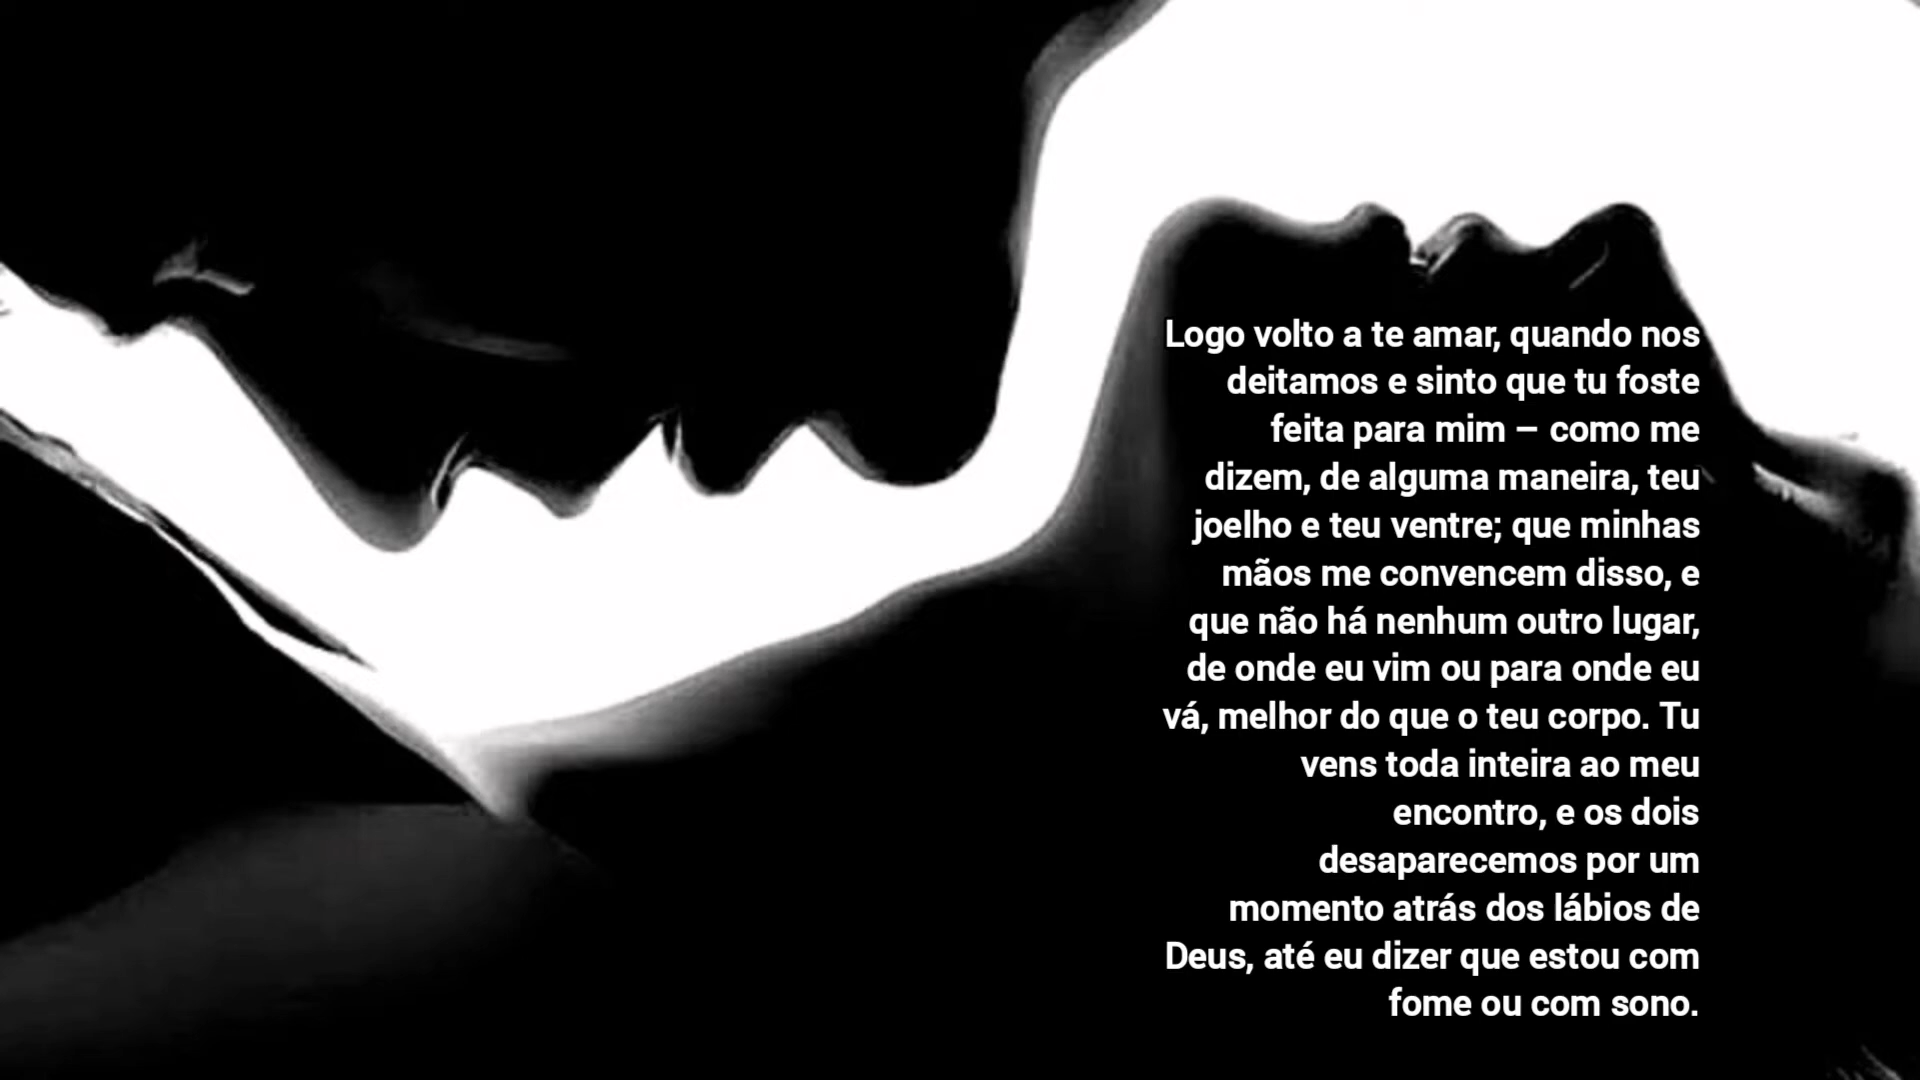 Logo volto a te amar, quando nos
deitamos e sinto que tu foste
feita para mim – como me
dizem, de alguma maneira, teu
joelho e teu ventre; que minhas
mãos me convencem disso, e
que não há nenhum outro lugar,
de onde eu vim ou para onde eu
vá, melhor do que o teu corpo. Tu
vens toda inteira ao meu
encontro, e os dois
desaparecemos por um
momento atrás dos lábios de
Deus, até eu dizer que estou com
fome ou com sono.